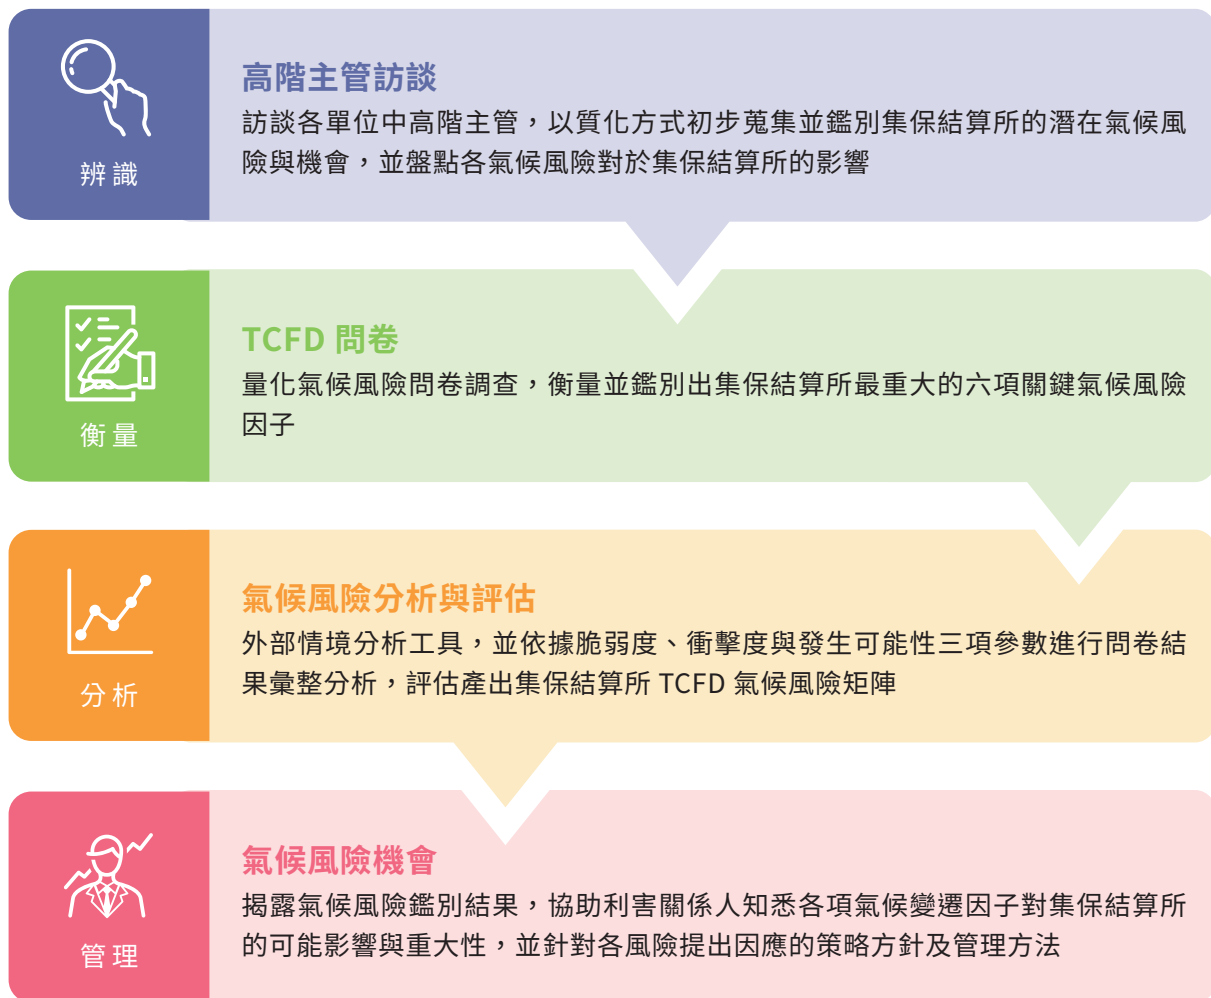 高階主管訪談
訪談各單位中高階主管，以質化方式初步蒐集並鑑別集保結算所的潛在氣候風
險與機會，並盤點各氣候風險對於集保結算所的影響
辨識
TCFD 問卷
量化氣候風險問卷調查，衡量並鑑別出集保結算所最重大的六項關鍵氣候風險
因子
衡量
氣候風險分析與評估
外部情境分析工具，並依據脆弱度、衝擊度與發生可能性三項參數進行問卷結
果彙整分析，評估產出集保結算所 TCFD 氣候風險矩陣
分析
氣候風險機會
揭露氣候風險鑑別結果，協助利害關係人知悉各項氣候變遷因子對集保結算所
的可能影響與重大性，並針對各風險提出因應的策略方針及管理方法
管理